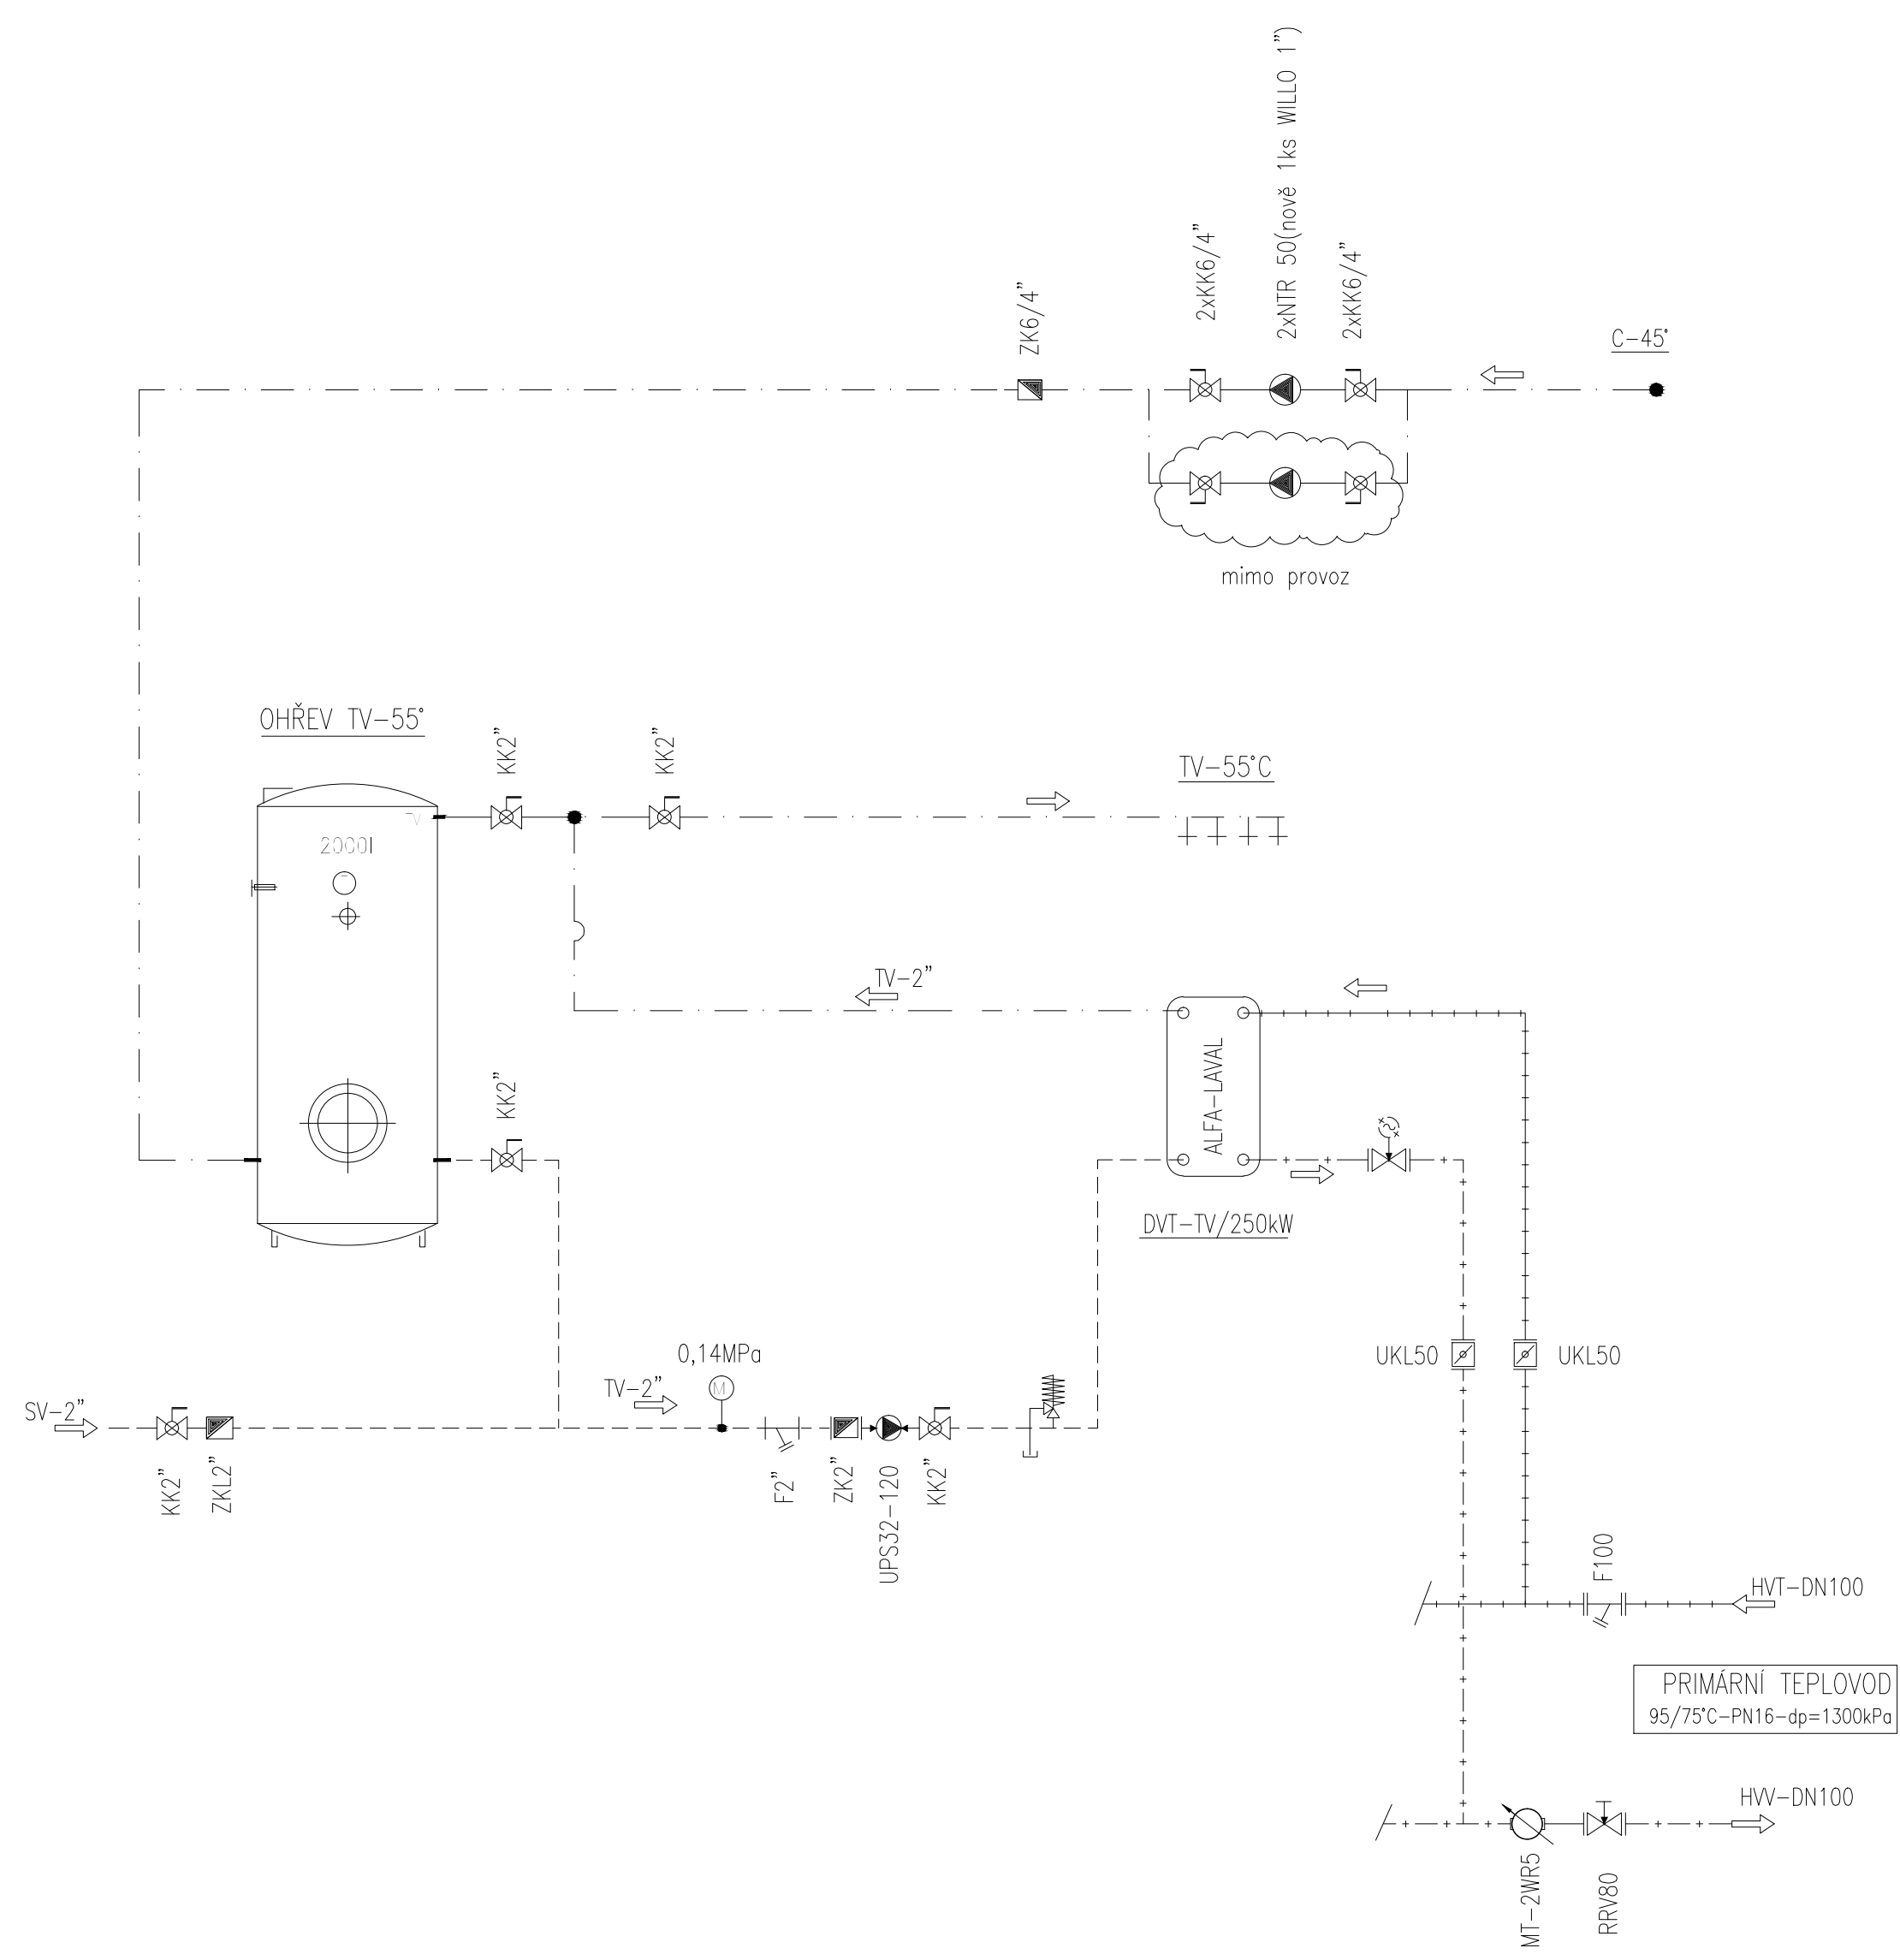 2xNTR 50(nově 1ks WILLO 1")
2xKK6/4"
2xKK6/4"
ZK6/4"
C-45°
mimo provoz
OHŘEV TV-55°
KK2"
KK2"
TV-55°C
TV
2000l
TV-2"
ALFA-LAVAL
KK2"
DVT-TV/250kW
0,14MPa
UKL50
UKL50
TV-2"
M
SV-2"
KK2"
ZKL2"
F2"
ZK2"
UPS32-120
KK2"
F100
HVT-DN100
PRIMÁRNÍ TEPLOVOD
95/75°C-PN16-dp=1300kPa
HVV-DN100
MT-2WR5
RRV80